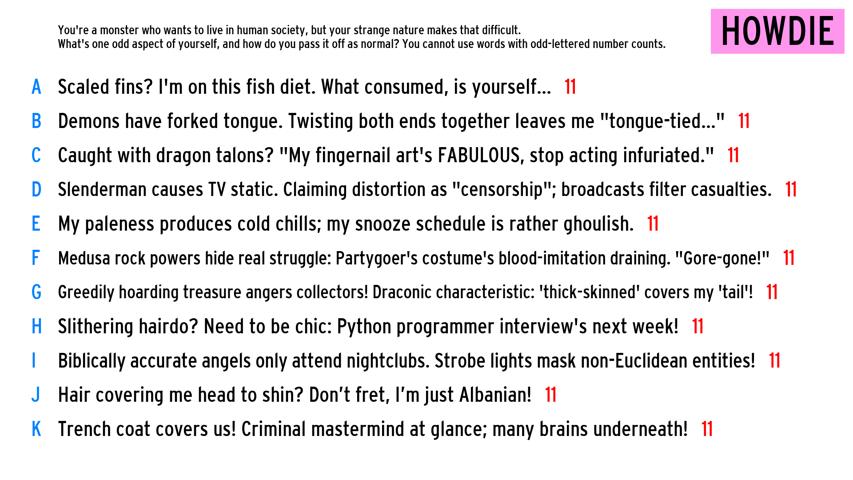 You're a monster who wants to live in human society, but your strange nature makes that difficult.
HOWDIE
What's one odd aspect of yourself, and how do you pass it off as normal? You cannot use words with odd-lettered number counts.
A Scaled fins? I'm on this fish diet. What consumed, is yourself... 11
B Demons have forked tongue. Twisting both ends together leaves me "tongue-tied..." 11
C Caught with dragon talons? "My fingernail art's FABULOUS, stop acting infuriated." 11
D Slenderman causes TV static. Claiming distortion as "censorship"; broadcasts filter casualties. 11
E My paleness produces cold chills; my snooze schedule is rather ghoulish. 11
F Medusa rock powers hide real struggle: Partygoer's costume's blood-imitation draining. "Gore-gone!" 11
G Greedily hoarding treasure angers collectors! Draconic characteristic: 'thick-skinned' covers my 'tail'! 11
H Slithering hairdo? Need to be chic: Python programmer interview's next week! 11
I Biblically accurate angels only attend nightclubs. Strobe lights mask non-Euclidean entities! 11
J Hair covering me head to shin? Don’t fret, I’m just Albanian! 11
K Trench coat covers us! Criminal mastermind at glance; many brains underneath! 11